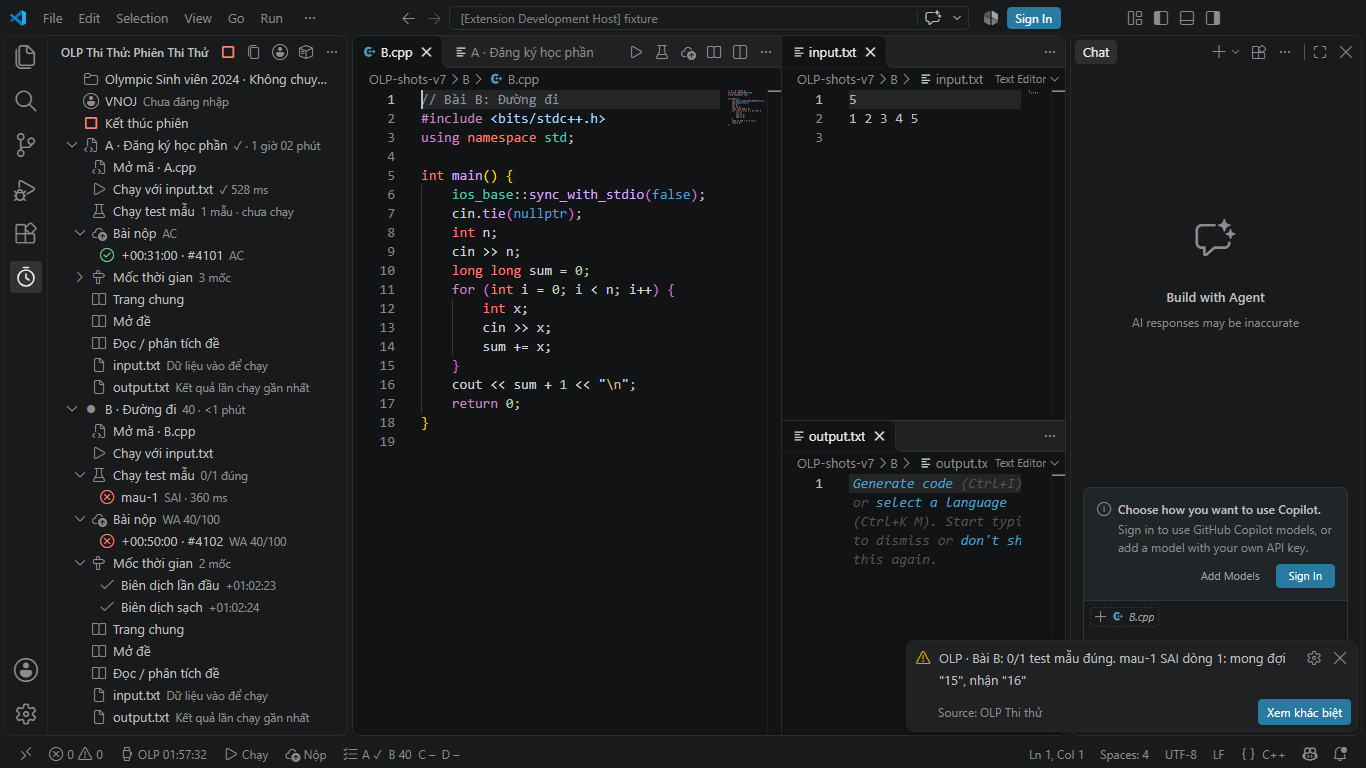 File Edit Selection View Go Run ···
[Extension Development Host] fixture
Sign In
OLP Thi Thử: Phiên Thi Thử
Olympic Sinh viên 2024 · Không chuy...
VNOJ Chưa đăng nhập
Kết thúc phiên
A · Đăng ký học phần ✓ · 1 giờ 02 phút
Mở mã · A.cpp
Chạy với input.txt ✓ 528 ms
Chạy test mẫu 1 mẫu · chưa chạy
Bài nộp AC
+00:31:00 · #4101 AC
Mốc thời gian 3 mốc
Trang chung
Mở đề
Đọc / phân tích đề
input.txt Dữ liệu vào để chạy
output.txt Kết quả lần chạy gần nhất
B · Đường đi 40 · <1 phút
Mở mã · B.cpp
Chạy với input.txt
Chạy test mẫu 0/1 đúng
mau-1 SAI · 360 ms
Bài nộp WA 40/100
+00:50:00 · #4102 WA 40/100
Mốc thời gian 2 mốc
Biên dịch lần đầu +01:02:23
Biên dịch sạch +01:02:24
Trang chung
Mở đề
Đọc / phân tích đề
input.txt Dữ liệu vào để chạy
output.txt Kết quả lần chạy gần nhất
B.cpp
A · Đăng ký học phần
OLP-shots-v7 > B > B.cpp
1 // Bài B: Đường đi
2 #include <bits/stdc++.h>
3 using namespace std;
4
5 int main() {
6 ios_base::sync_with_stdio(false);
7 cin.tie(nullptr);
8 int n;
9 cin >> n;
10 long long sum = 0;
11 for (int i = 0; i < n; i++) {
12 int x;
13 cin >> x;
14 sum += x;
15 }
16 cout << sum + 1 << "\n";
17 return 0;
18 }
19
input.txt
OLP-shots-v7 > B > input.txt Text Editor
1 5
2 1 2 3 4 5
3
output.txt
OLP-shots-v7 > B > output.tx Text Editor
1 Generate code (Ctrl+I)
or select a language
(Ctrl+K M). Start typi
to dismiss or don't sh
this again.
Chat
Build with Agent
AI responses may be inaccurate
Choose how you want to use Copilot.
Sign in to use GitHub Copilot models, or
add a model with your own API key.
Add Models Sign In
B.cpp
OLP · Bài B: 0/1 test mẫu đúng. mau-1 SAI dòng 1: mong đợi
"15", nhận "16"
Source: OLP Thi thử
Xem khác biệt
0 0 OLP 01:57:32 Chạy Nộp A ✓ B 40 C – D –
Ln 1, Col 1 Spaces: 4 UTF-8 LF { } C++